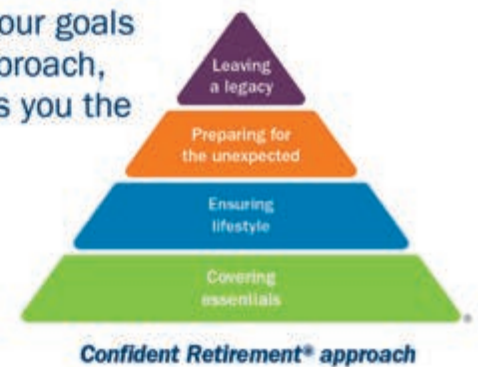 our goals
proach,
s you the
Leaving
a legacy
Preparing for
the unexpected
Ensuring
lifestyle
Covering
essentials
®
Confident Retirement® approach